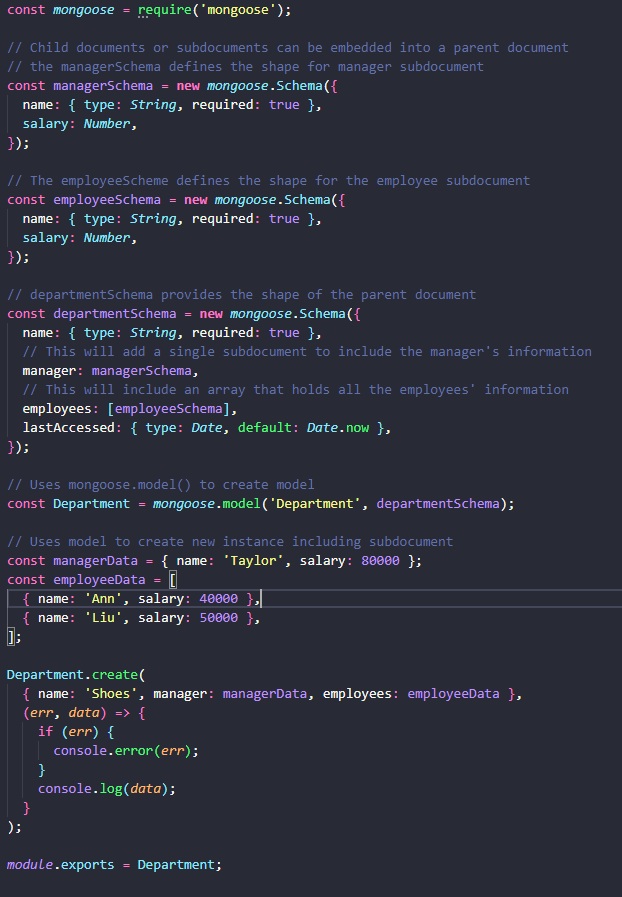 const mongoose = require('mongoose');

// Child documents or subdocuments can be embedded into a parent document
// the managerSchema defines the shape for manager subdocument
const managerSchema = new mongoose.Schema({
  name: { type: String, required: true },
  salary: Number,
});

// The employeeScheme defines the shape for the employee subdocument
const employeeSchema = new mongoose.Schema({
  name: { type: String, required: true },
  salary: Number,
});

// departmentSchema provides the shape of the parent document
const departmentSchema = new mongoose.Schema({
  name: { type: String, required: true },
  // This will add a single subdocument to include the manager's information
  manager: managerSchema,
  // This will include an array that holds all the employees' information
  employees: [employeeSchema],
  lastAccessed: { type: Date, default: Date.now },
});

// Uses mongoose.model() to create model
const Department = mongoose.model('Department', departmentSchema);

// Uses model to create new instance including subdocument
const managerData = { name: 'Taylor', salary: 80000 };
const employeeData = [
  { name: 'Ann', salary: 40000 },
  { name: 'Liu', salary: 50000 },
];

Department.create(
  { name: 'Shoes', manager: managerData, employees: employeeData },
  (err, data) => {
    if (err) {
      console.error(err);
    }
    console.log(data);
  }
);

module.exports = Department;